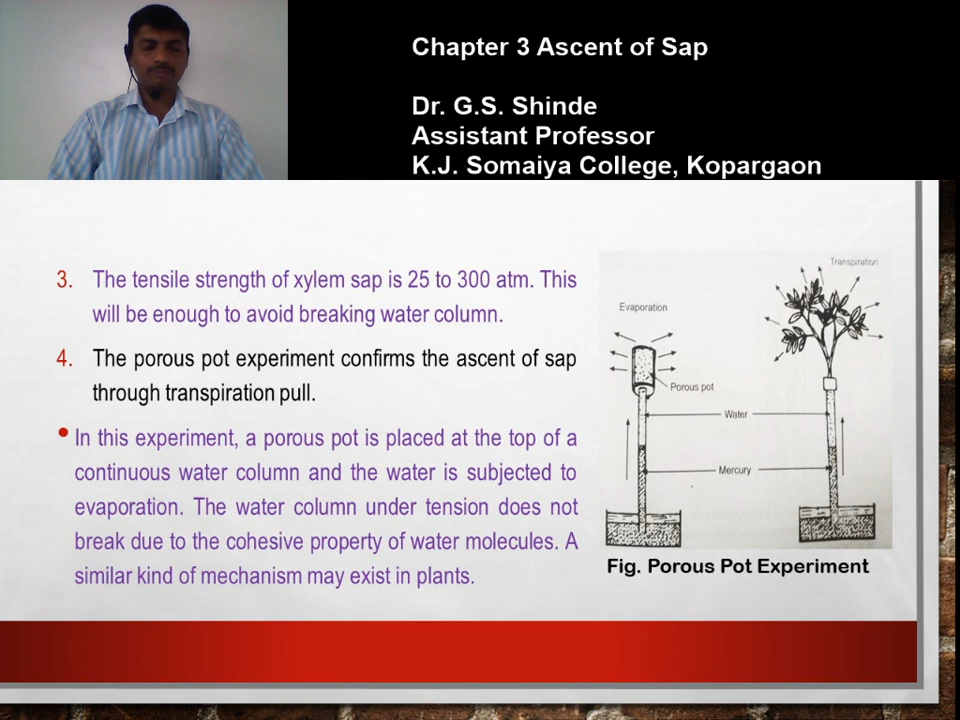 Chapter 3 Ascent of Sap
Dr. G.S. Shinde
Assistant Professor
K.J. Somaiya College, Kopargaon
3. The tensile strength of xylem sap is 25 to 300 atm. This
will be enough to avoid breaking water column.
4. The porous pot experiment confirms the ascent of sap
through transpiration pull.
• In this experiment, a porous pot is placed at the top of a
continuous water column and the water is subjected to
evaporation. The water column under tension does not
break due to the cohesive property of water molecules. A
similar kind of mechanism may exist in plants.
Transpiration
Evaporation
Porous pot
Water
Mercury
Fig. Porous Pot Experiment